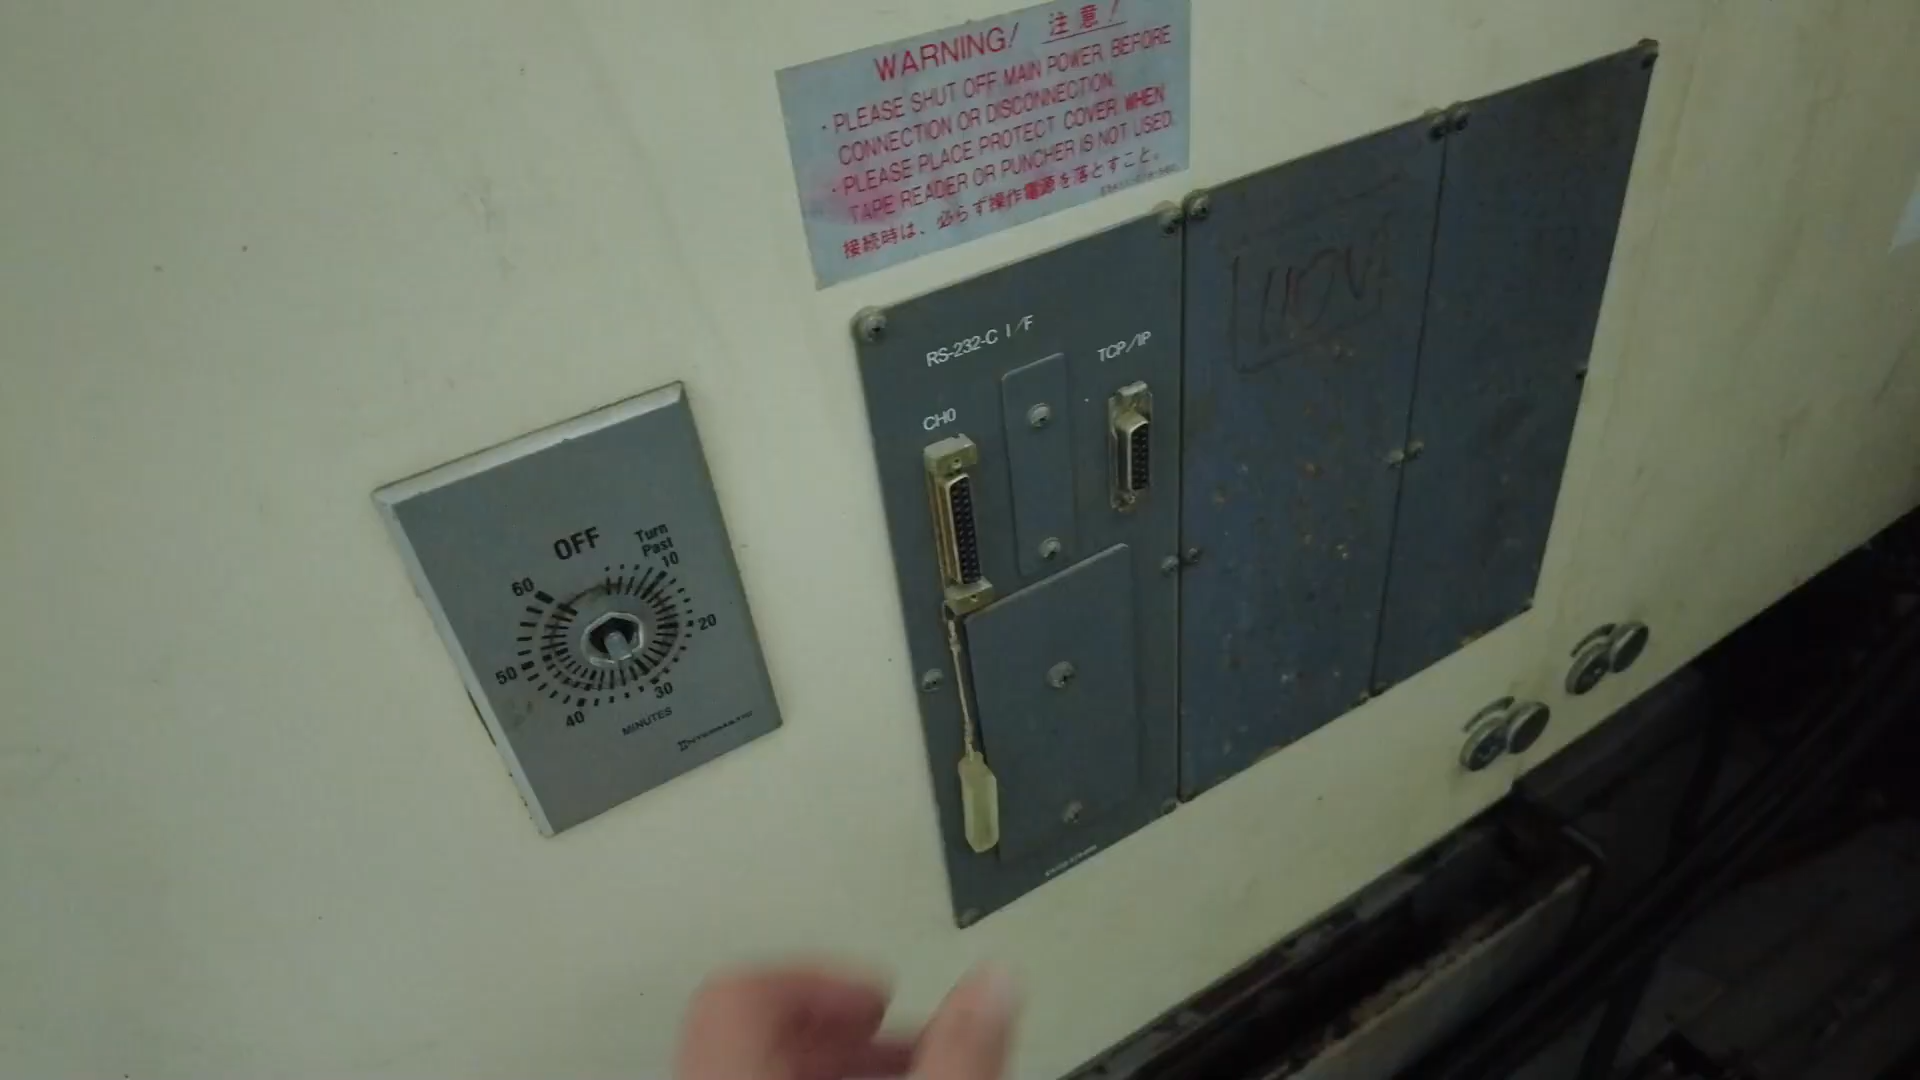 WARNING! 注意!
・PLEASE SHUT OFF MAIN POWER BEFORE
CONNECTION OR DISCONNECTION.
・PLEASE PLACE PROTECT COVER WHEN
TAPE READER OR PUNCHER IS NOT USED.
接続時は、必らず操作電源を落とすこと。
RS-232-C I/F
TCP/IP
CH0
110V
OFF
Turn
Past
10
20
30
40
50
60
MINUTES
INTERMATIC